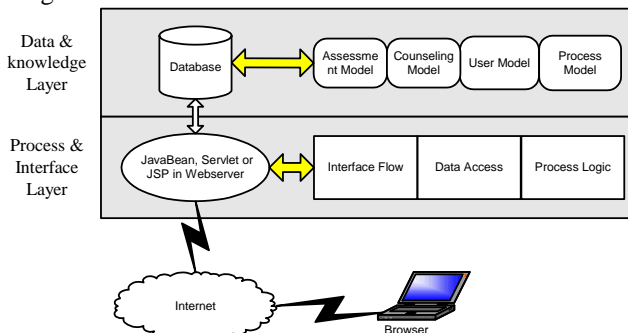 Data &
knowledge
Layer
Database
Assessme
nt Model
Counseling
Model
User Model
Process
Model
Process &
Interface
Layer
JavaBean, Servlet or
JSP in Webserver
Interface Flow
Data Access
Process Logic
Internet
Browser